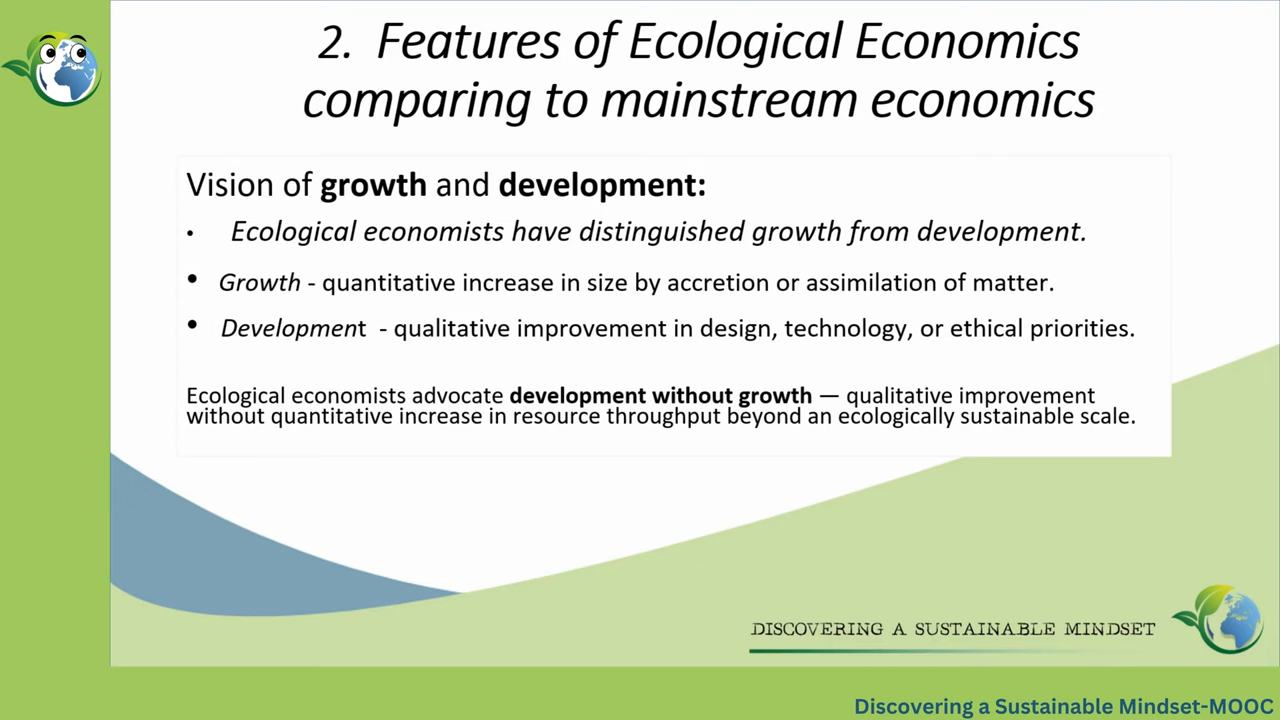 2. Features of Ecological Economics
comparing to mainstream economics
Vision of growth and development:
• Ecological economists have distinguished growth from development.
• Growth - quantitative increase in size by accretion or assimilation of matter.
• Development - qualitative improvement in design, technology, or ethical priorities.
Ecological economists advocate development without growth — qualitative improvement
without quantitative increase in resource throughput beyond an ecologically sustainable scale.
DISCOVERING A SUSTAINABLE MINDSET
Discovering a Sustainable Mindset-MOOC